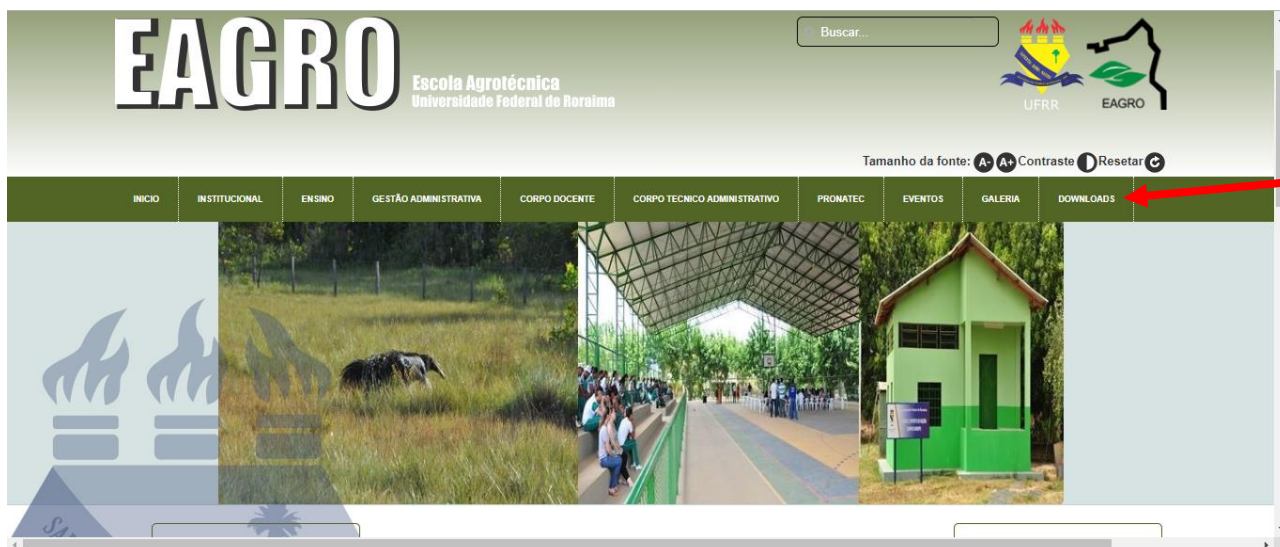 EAGRO
Escola Agrotécnica
Universidade Federal de Roraima
Buscar...
UFRR
EAGRO
Tamanho da fonte: A- A+ Contraste Resetar
INICIO INSTITUCIONAL ENSINO GESTÃO ADMINISTRATIVA CORPO DOCENTE CORPO TECNICO ADMINISTRATIVO PRONATEC EVENTOS GALERIA DOWNLOADS